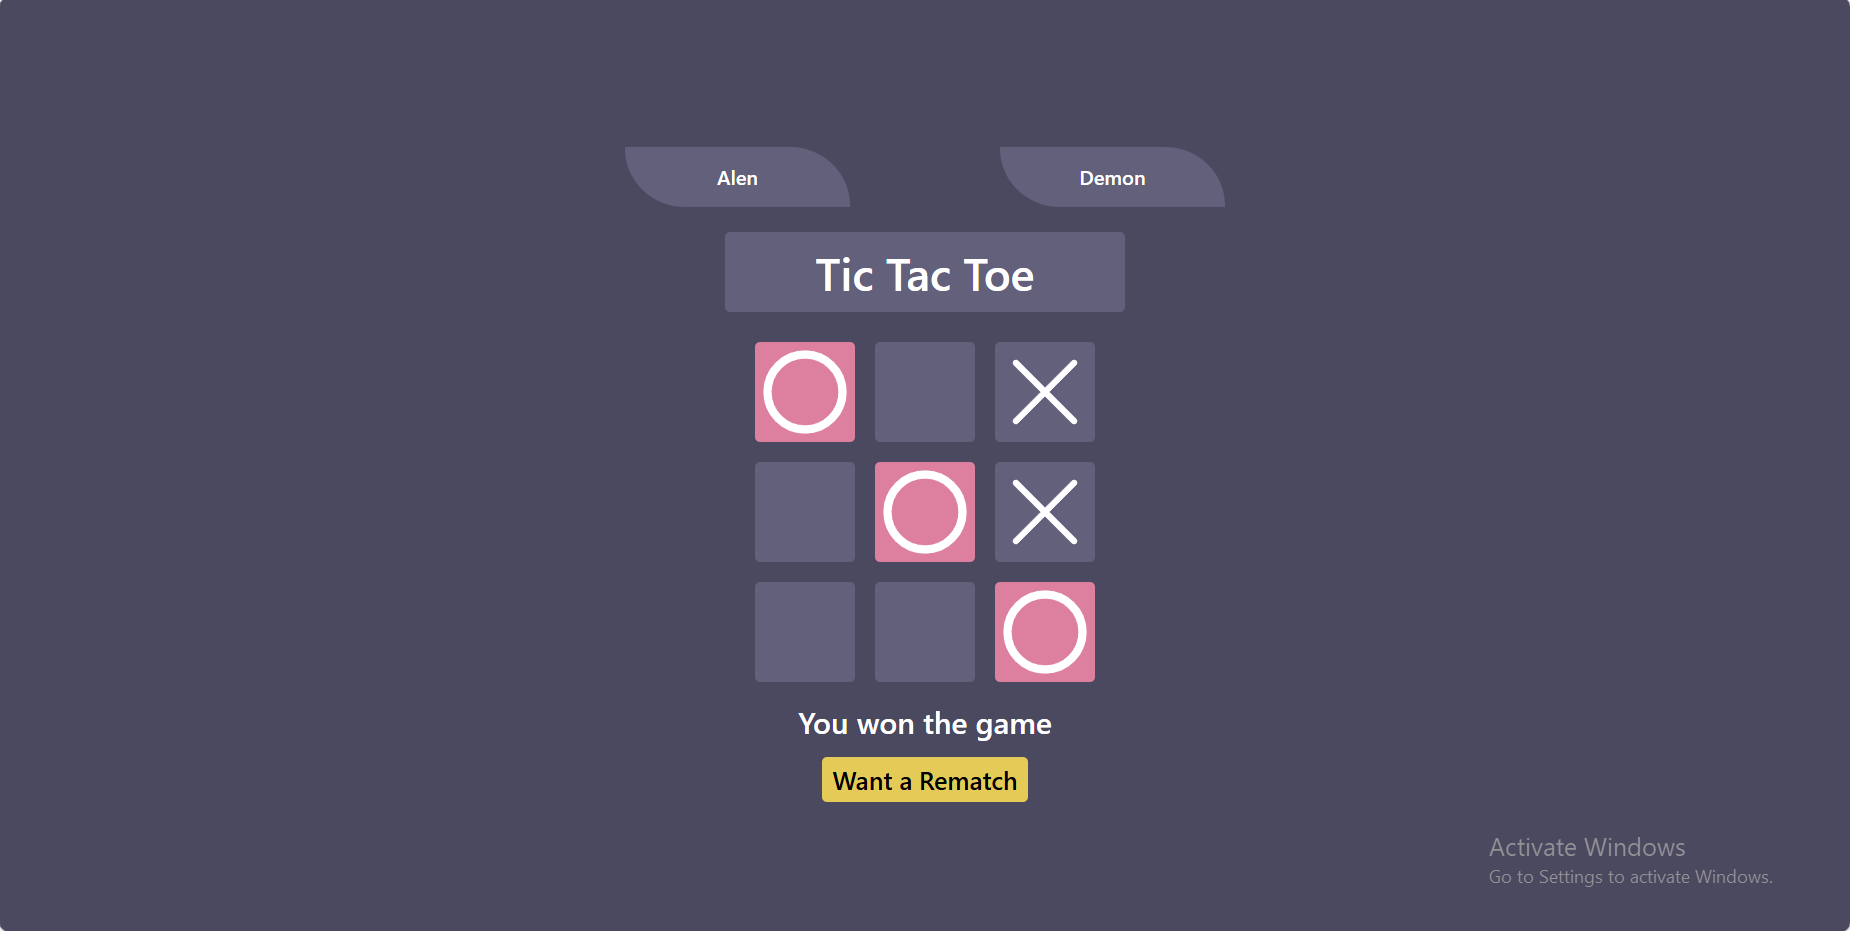 Alen
Demon
Tic Tac Toe
You won the game
Want a Rematch
Activate Windows
Go to Settings to activate Windows.